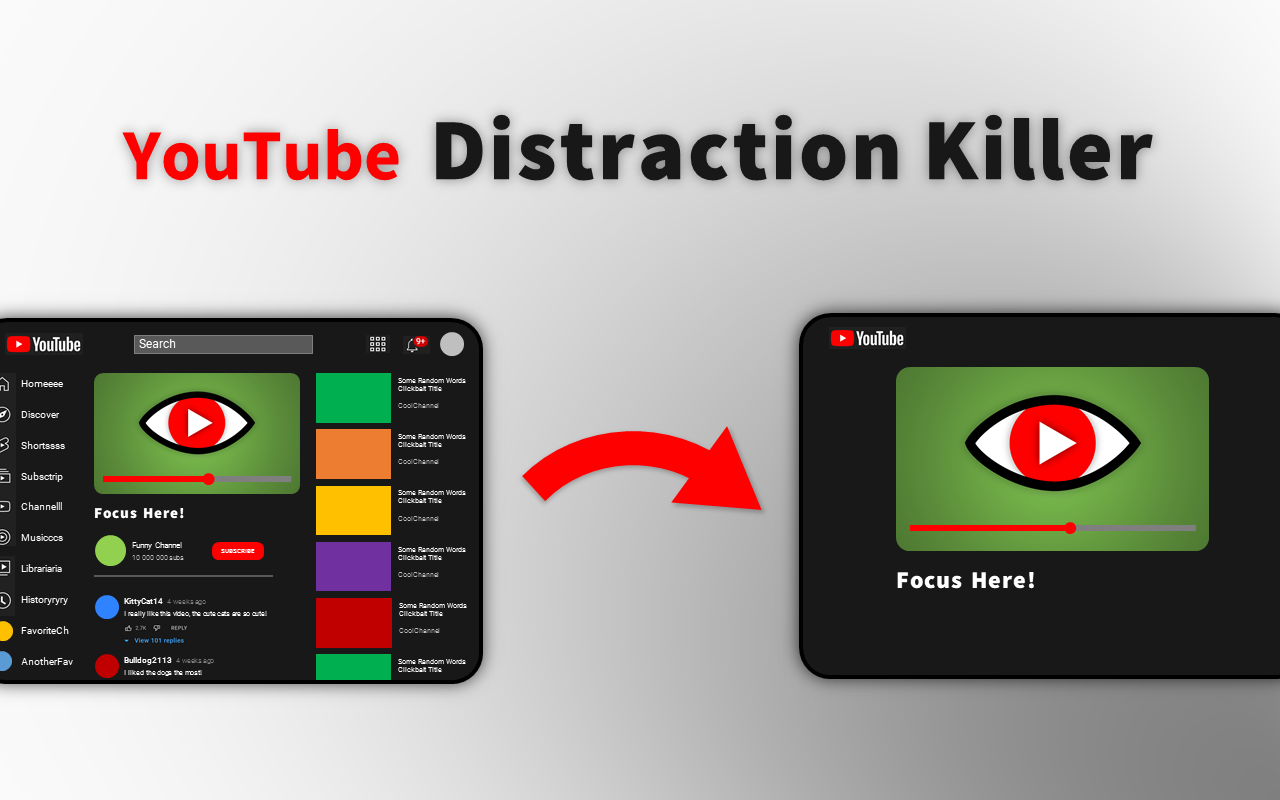 YouTube Distraction Killer
YouTube
Search
9+
Homeeee
Discover
Shortssss
Subsctrip
Channelll
Musicccs
Librariaria
Historyryry
FavoriteCh
AnotherFav
Focus Here!
Funny Channel
10 000 000 subs
SUBSCRIBE
KittyCat14 4 weeks ago
I really like this video, the cute cats are so cute!
2.7K REPLY
View 101 replies
Bulldog2113 4 weeks ago
I liked the dogs the most!
Some Random Words
Clickbait Title
CoolChannel
Some Random Words
Clickbait Title
CoolChannel
Some Random Words
Clickbait Title
CoolChannel
Some Random Words
Clickbait Title
CoolChannel
Some Random Words
Clickbait Title
CoolChannel
Some Random Words
Clickbait Title
YouTube
Focus Here!